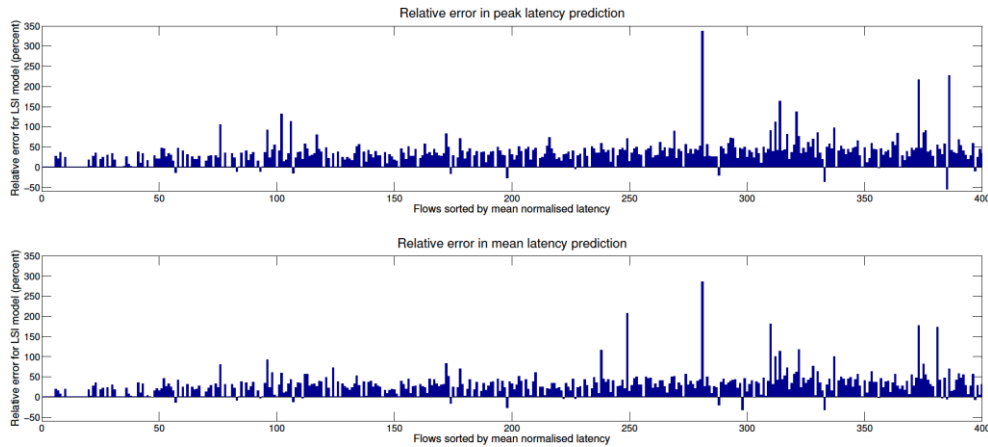 Relative error in peak latency prediction
Relative error for LSI model (percent)
350
300
250
200
150
100
50
0
−50
0 50 100 150 200 250 300 350 400
Flows sorted by mean normalised latency
Relative error in mean latency prediction
Relative error for LSI model (percent)
350
300
250
200
150
100
50
0
−50
0 50 100 150 200 250 300 350 400
Flows sorted by mean normalised latency